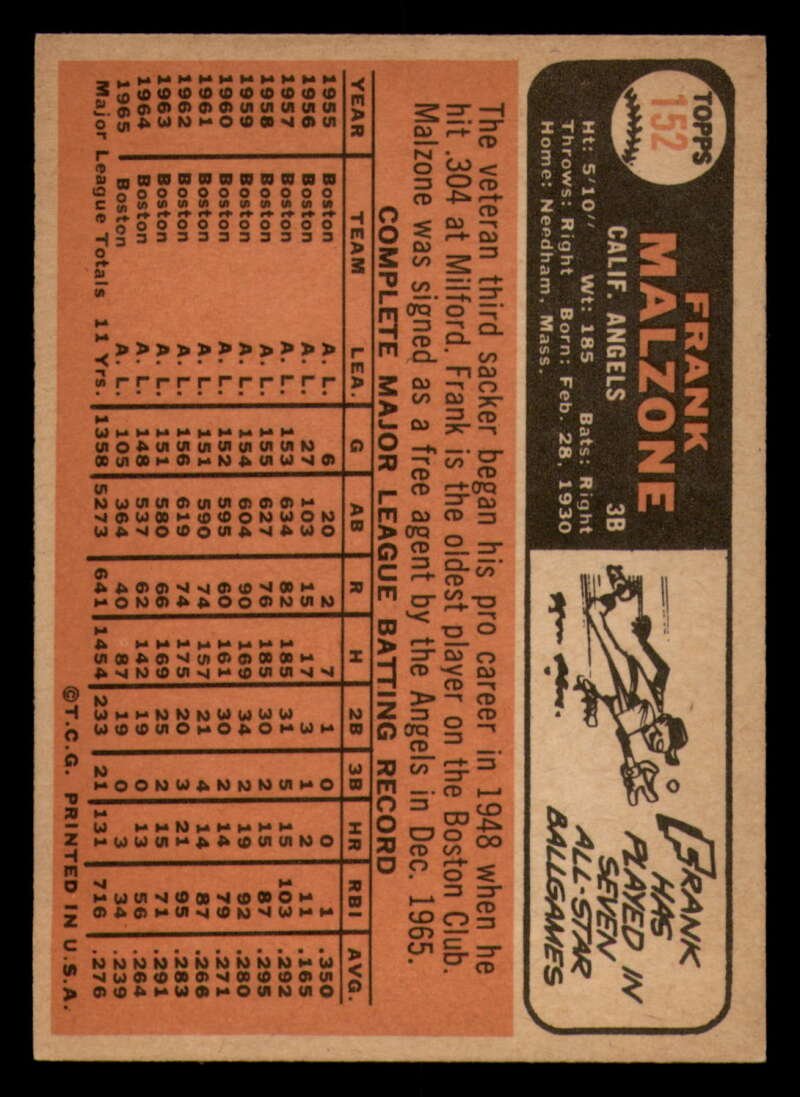 TOPPS
152
FRANK
MALZONE
CALIF. ANGELS 3B
Ht: 5'10" Wt: 185 Bats: Right
Throws: Right Born: Feb. 28, 1930
Home: Needham, Mass.
FRANK
HAS
PLAYED IN
SEVEN
ALL-STAR
BALLGAMES
The veteran third sacker began his pro career in 1948 when he
hit .304 at Milford. Frank is the oldest player on the Boston Club.
Malzone was signed as a free agent by the Angels in Dec. 1965.
COMPLETE MAJOR LEAGUE BATTING RECORD
YEAR TEAM LEA. G AB R H 2B 3B HR RBI AVG.
1955 Boston A. L. 6 20 2 7 1 0 0 1 .350
1956 Boston A. L. 27 103 15 17 3 1 2 11 .165
1957 Boston A. L. 153 634 82 185 31 5 15 103 .292
1958 Boston A. L. 155 627 76 185 30 2 15 87 .295
1959 Boston A. L. 154 604 90 169 34 2 19 92 .280
1960 Boston A. L. 152 595 60 161 30 2 14 79 .271
1961 Boston A. L. 151 590 74 157 21 4 14 87 .266
1962 Boston A. L. 156 619 74 175 20 3 21 95 .283
1963 Boston A. L. 151 580 66 169 25 2 15 71 .291
1964 Boston A. L. 148 537 62 142 19 0 13 56 .264
1965 Boston A. L. 105 364 40 87 19 0 3 34 .239
Major League Totals 11 Yrs. 1358 5273 641 1454 233 21 131 716 .276
©T.C.G. PRINTED IN U.S.A.